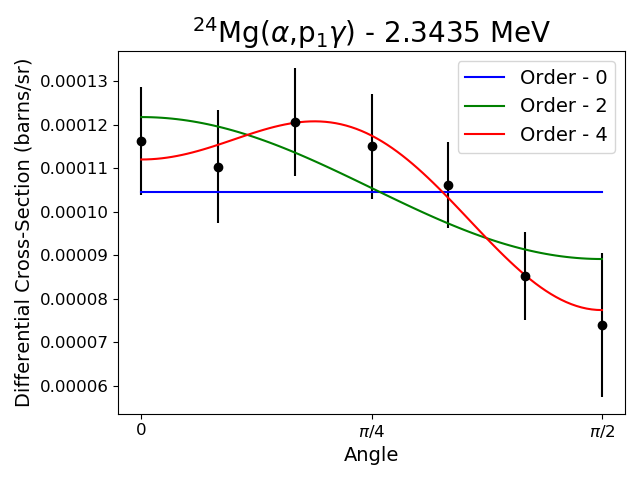 ²⁴Mg(α,p₁γ) - 2.3435 MeV
Order - 0
Order - 2
Order - 4
Differential Cross-Section (barns/sr)
0.00013
0.00012
0.00011
0.00010
0.00009
0.00008
0.00007
0.00006
0 π/4 π/2
Angle